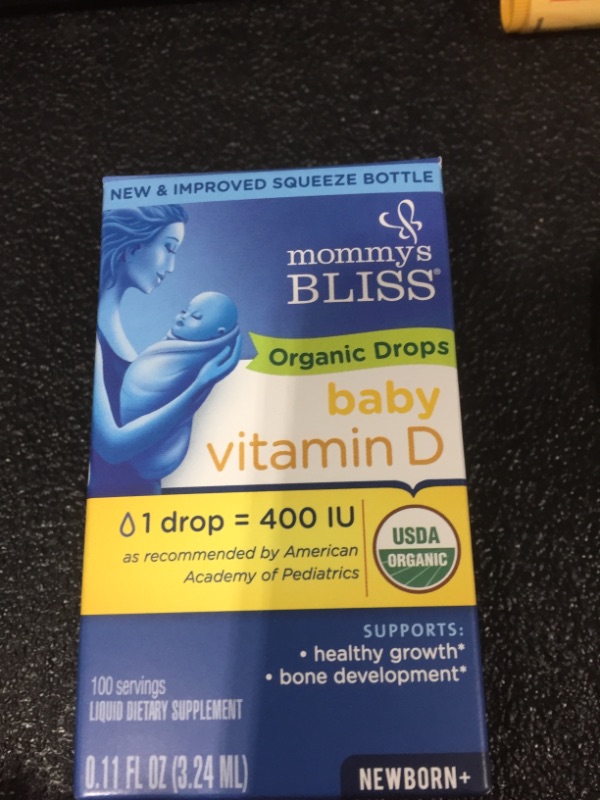 NEW & IMPROVED SQUEEZE BOTTLE
mommy's
BLISS®
Organic Drops
baby
vitamin D
1 drop = 400 IU
as recommended by American
Academy of Pediatrics
USDA
ORGANIC
SUPPORTS:
• healthy growth*
• bone development*
100 servings
LIQUID DIETARY SUPPLEMENT
0.11 FL OZ (3.24 ML)
NEWBORN+